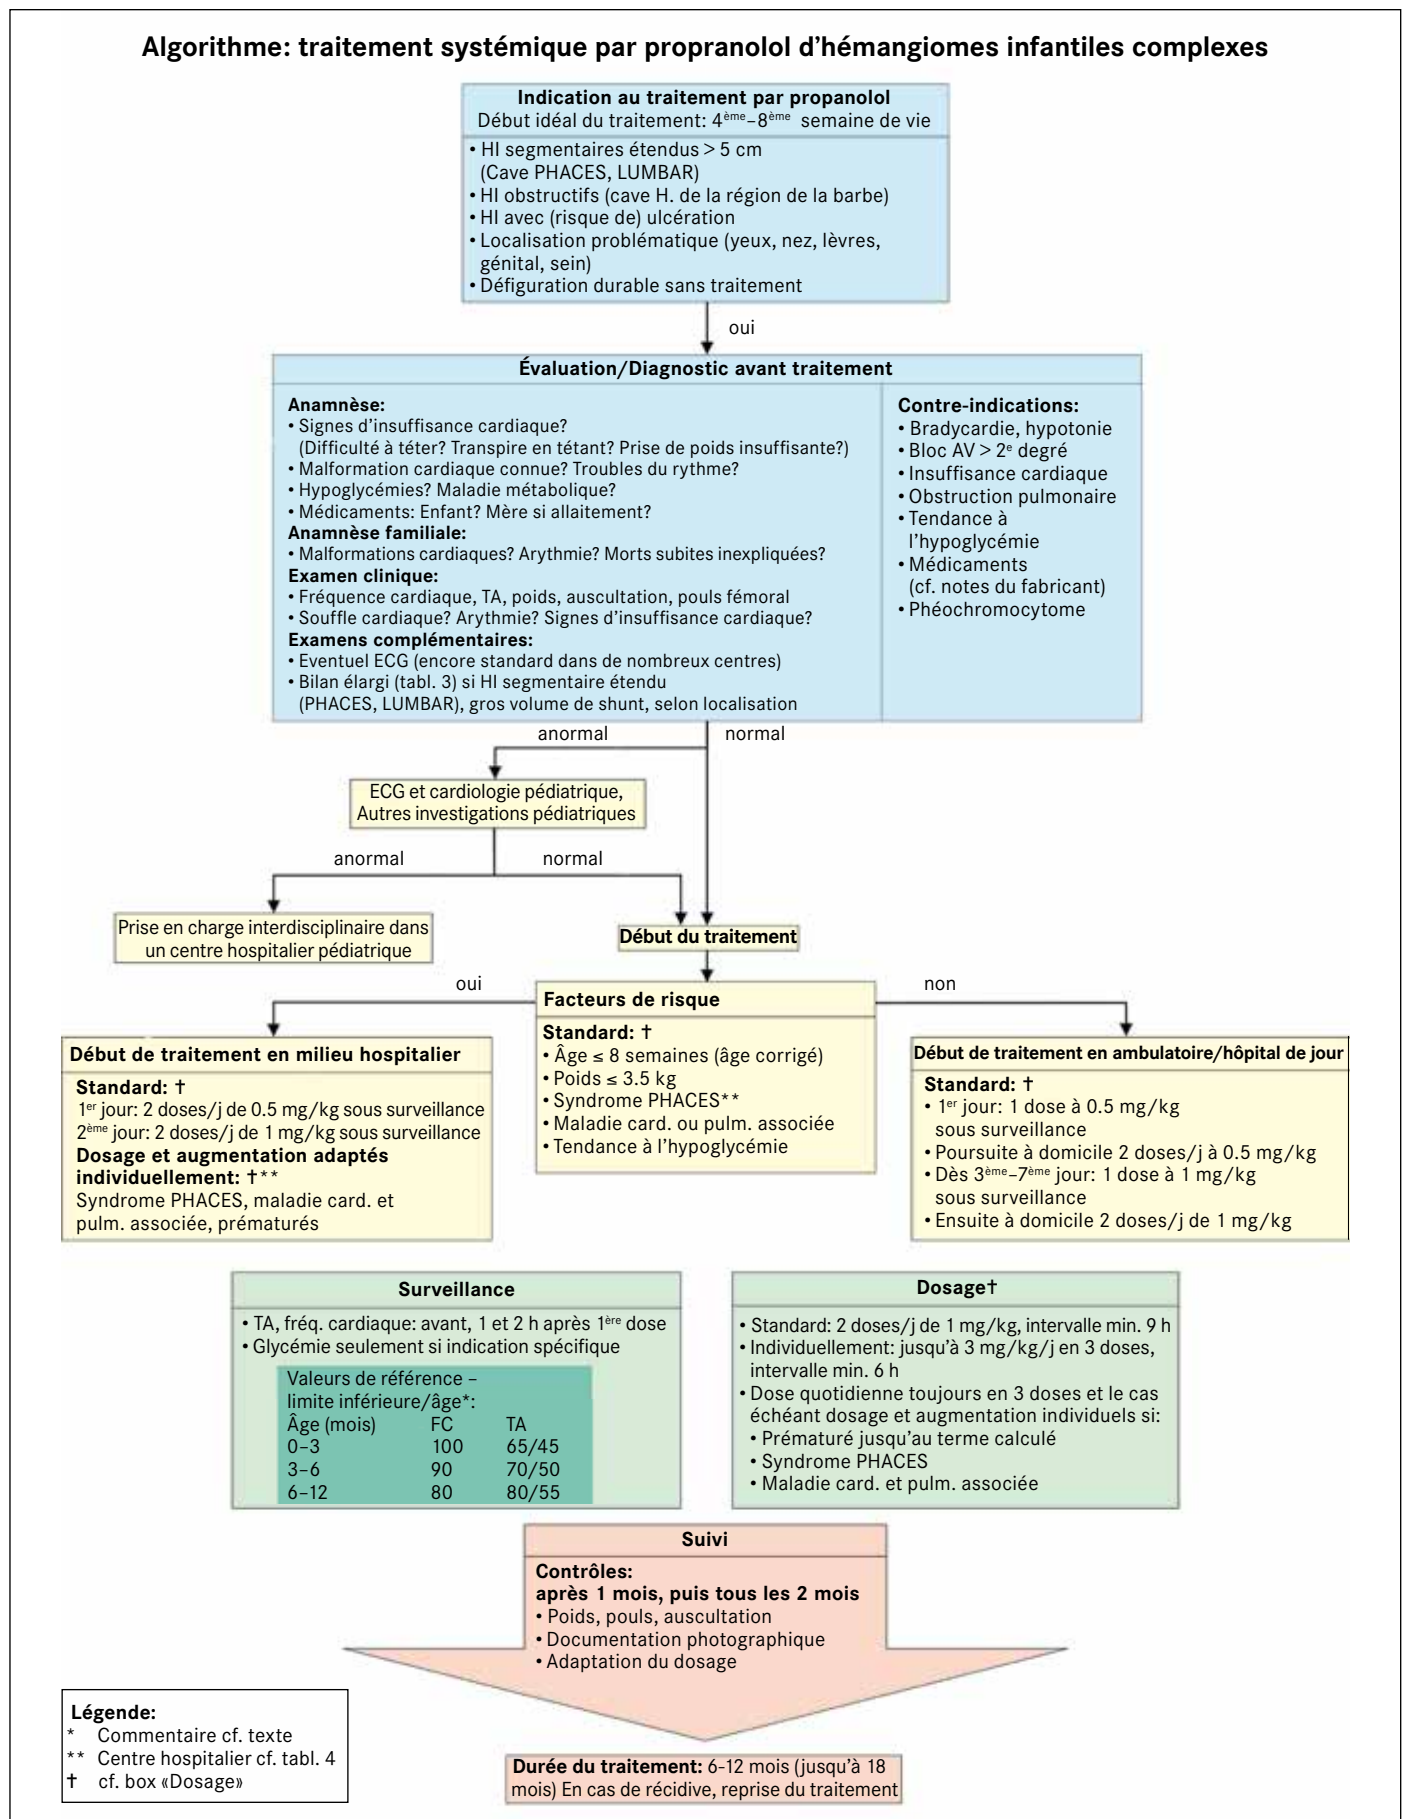 Algorithme: traitement systémique par propranolol d’hémangiomes infantiles complexes
Indication au traitement par propanolol
Début idéal du traitement: 4ème–8ème semaine de vie
• HI segmentaires étendus > 5 cm
(Cave PHACES, LUMBAR)
• HI obstructifs (cave H. de la région de la barbe)
• HI avec (risque de) ulcération
• Localisation problématique (yeux, nez, lèvres,
génital, sein)
• Défiguration durable sans traitement
oui
Évaluation/Diagnostic avant traitement
Anamnèse:
• Signes d’insuffisance cardiaque?
(Difficulté à téter? Transpire en tétant? Prise de poids insuffisante?)
• Malformation cardiaque connue? Troubles du rythme?
• Hypoglycémies? Maladie métabolique?
• Médicaments: Enfant? Mère si allaitement?
Anamnèse familiale:
• Malformations cardiaques? Arythmie? Morts subites inexpliquées?
Examen clinique:
• Fréquence cardiaque, TA, poids, auscultation, pouls fémoral
• Souffle cardiaque? Arythmie? Signes d’insuffisance cardiaque?
Examens complémentaires:
• Eventuel ECG (encore standard dans de nombreux centres)
• Bilan élargi (tabl. 3) si HI segmentaire étendu
(PHACES, LUMBAR), gros volume de shunt, selon localisation
Contre-indications:
• Bradycardie, hypotonie
• Bloc AV > 2e degré
• Insuffisance cardiaque
• Obstruction pulmonaire
• Tendance à
l’hypoglycémie
• Médicaments
(cf. notes du fabricant)
• Phéochromocytome
anormal
normal
ECG et cardiologie pédiatrique,
Autres investigations pédiatriques
anormal
normal
Prise en charge interdisciplinaire dans
un centre hospitalier pédiatrique
Début du traitement
oui
non
Facteurs de risque
Standard: †
• Âge ≤ 8 semaines (âge corrigé)
• Poids ≤ 3.5 kg
• Syndrome PHACES**
• Maladie card. ou pulm. associée
• Tendance à l’hypoglycémie
Début de traitement en milieu hospitalier
Standard: †
1er jour: 2 doses/j de 0.5 mg/kg sous surveillance
2ème jour: 2 doses/j de 1 mg/kg sous surveillance
Dosage et augmentation adaptés
individuellement: †**
Syndrome PHACES, maladie card. et
pulm. associée, prématurés
Début de traitement en ambulatoire/hôpital de jour
Standard: †
• 1er jour: 1 dose à 0.5 mg/kg
sous surveillance
• Poursuite à domicile 2 doses/j à 0.5 mg/kg
• Dès 3ème–7ème jour: 1 dose à 1 mg/kg
sous surveillance
• Ensuite à domicile 2 doses/j de 1 mg/kg
Surveillance
• TA, fréq. cardiaque: avant, 1 et 2 h après 1ère dose
• Glycémie seulement si indication spécifique
Valeurs de référence –
limite inférieure/âge*:
Âge (mois) FC TA
0–3 100 65/45
3–6 90 70/50
6–12 80 80/55
Dosage†
• Standard: 2 doses/j de 1 mg/kg, intervalle min. 9 h
• Individuellement: jusqu’à 3 mg/kg/j en 3 doses,
intervalle min. 6 h
• Dose quotidienne toujours en 3 doses et le cas
échéant dosage et augmentation individuels si:
• Prématuré jusqu’au terme calculé
• Syndrome PHACES
• Maladie card. et pulm. associée
Suivi
Contrôles:
après 1 mois, puis tous les 2 mois
• Poids, pouls, auscultation
• Documentation photographique
• Adaptation du dosage
Légende:
* Commentaire cf. texte
** Centre hospitalier cf. tabl. 4
† cf. box «Dosage»
Durée du traitement: 6-12 mois (jusqu’à 18
mois) En cas de récidive, reprise du traitement